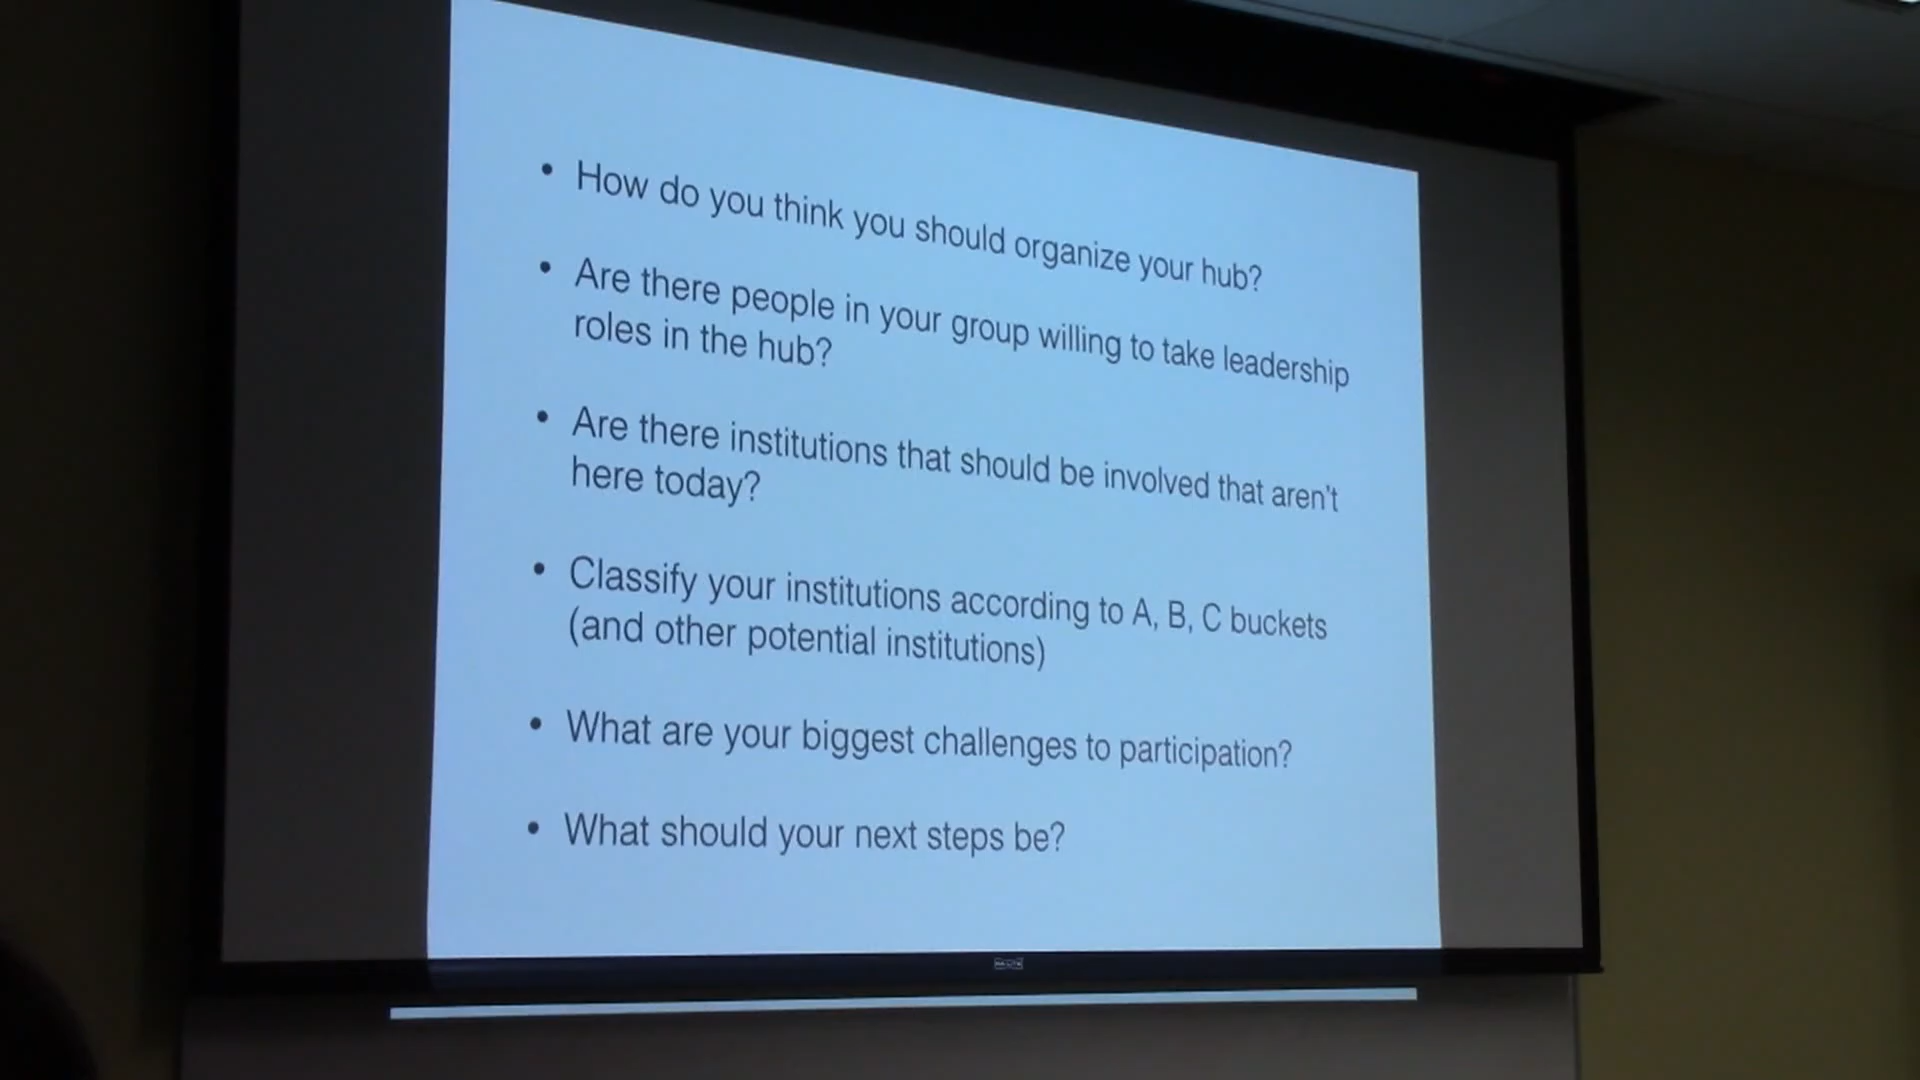 • How do you think you should organize your hub?
• Are there people in your group willing to take leadership
roles in the hub?
• Are there institutions that should be involved that aren't
here today?
• Classify your institutions according to A, B, C buckets
(and other potential institutions)
• What are your biggest challenges to participation?
• What should your next steps be?